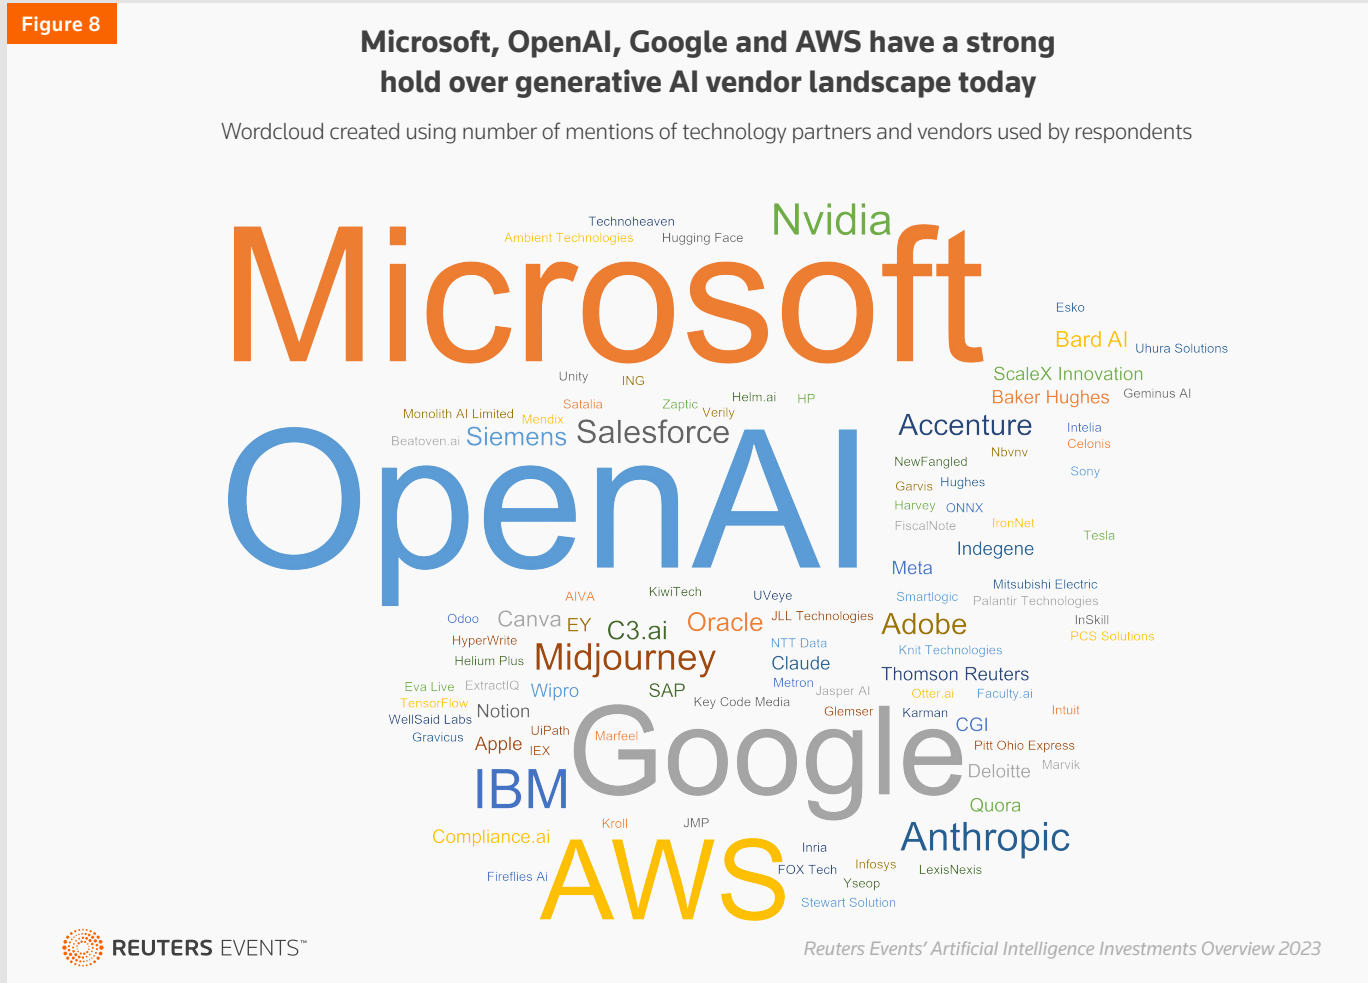 Figure 8
Microsoft, OpenAI, Google and AWS have a strong
hold over generative AI vendor landscape today
Wordcloud created using number of mentions of technology partners and vendors used by respondents
Technoheaven
Nvidia
Ambient Technologies
Hugging Face
Microsoft
Esko
Bard AI
Uhura Solutions
Unity
ING
ScaleX Innovation
Satalia
Zaptic
Helm.ai
HP
Baker Hughes
Geminus AI
Monolith AI Limited
Mendix
Verily
Beatoven.ai
Siemens
Salesforce
Accenture
Intelia
Celonis
OpenAI
Nbvnv
NewFangled
Sony
Garvis
Hughes
Harvey
ONNX
FiscalNote
IronNet
Tesla
Indegene
Meta
Mitsubishi Electric
AIVA
KiwiTech
UVeye
Smartlogic
Palantir Technologies
Odoo
Canva
EY
C3.ai
Oracle
JLL Technologies
Adobe
InSkill
PCS Solutions
HyperWrite
Midjourney
NTT Data
Knit Technologies
Helium Plus
Claude
Thomson Reuters
Eva Live
ExtractIQ
Wipro
SAP
Metron
Jasper AI
Otter.ai
Faculty.ai
TensorFlow
Notion
Key Code Media
Glemser
Karman
Intuit
WellSaid Labs
CGI
Gravicus
Apple
UiPath
IEX
Marfeel
Google
Pitt Ohio Express
Deloitte
Marvik
IBM
Quora
Compliance.ai
Kroll
JMP
Anthropic
AWS
Inria
Fireflies Ai
FOX Tech
Infosys
LexisNexis
Yseop
Stewart Solution
REUTERS EVENTS™
Reuters Events' Artificial Intelligence Investments Overview 2023